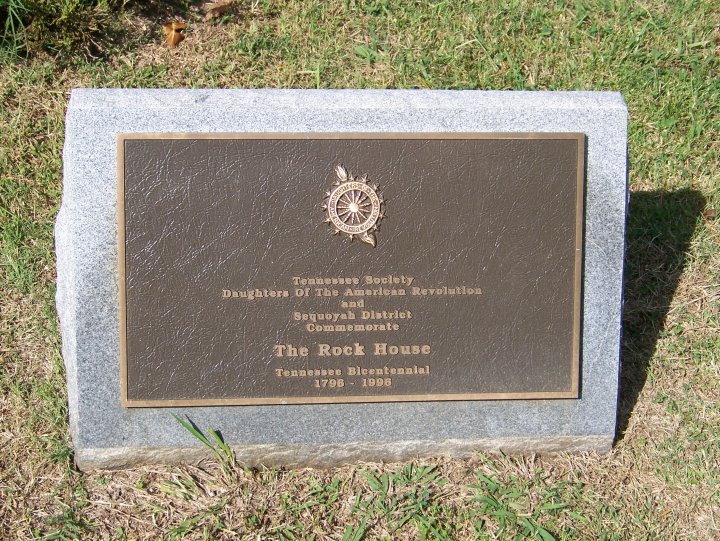 Tennessee Society
Daughters Of The American Revolution
and
Sequoyah District
Commemorate
The Rock House
Tennessee Bicentennial
1796 - 1996